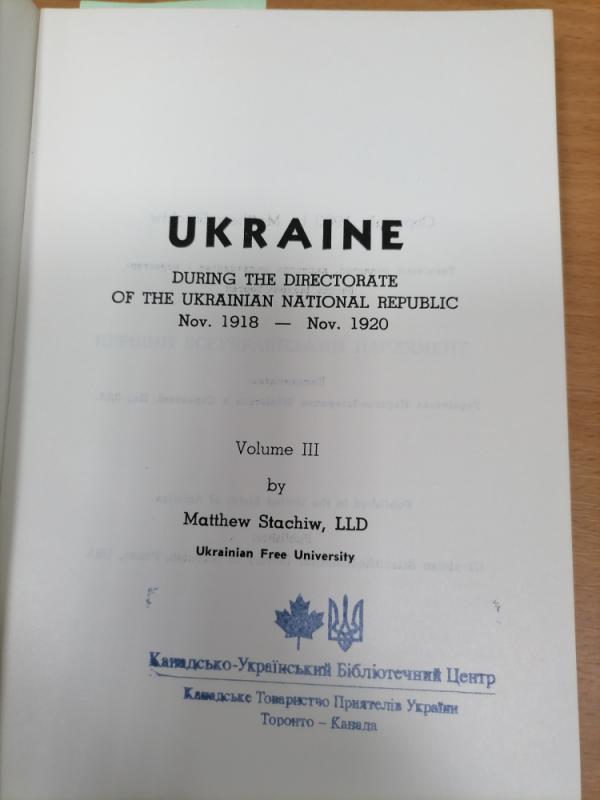 UKRAINE
DURING THE DIRECTORATE
OF THE UKRAINIAN NATIONAL REPUBLIC
Nov. 1918 — Nov. 1920
Volume III
by
Matthew Stachiw, LLD
Ukrainian Free University
Канадсько-Український Бібліотечний Центр
Канадське Товариство Приятелів України
Торонто – Канада